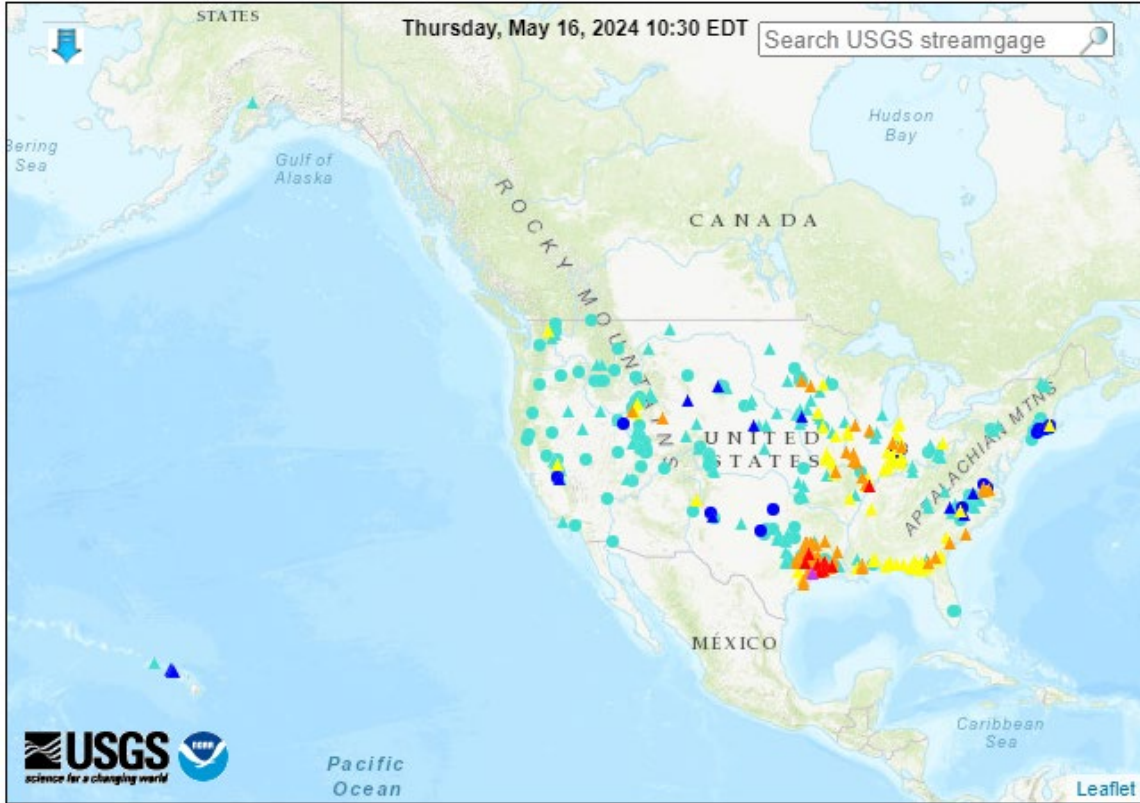 STATES
Thursday, May 16, 2024 10:30 EDT
Search USGS streamgage
Hudson
Bay
Bering
Sea
Gulf of
Alaska
ROCKY MOUNTAINS
CANADA
APPALACHIAN MTNS
UNITED
STATES
MÉXICO
Caribbean
Sea
USGS
science for a changing world
NOAA
Pacific
Ocean
Leaflet